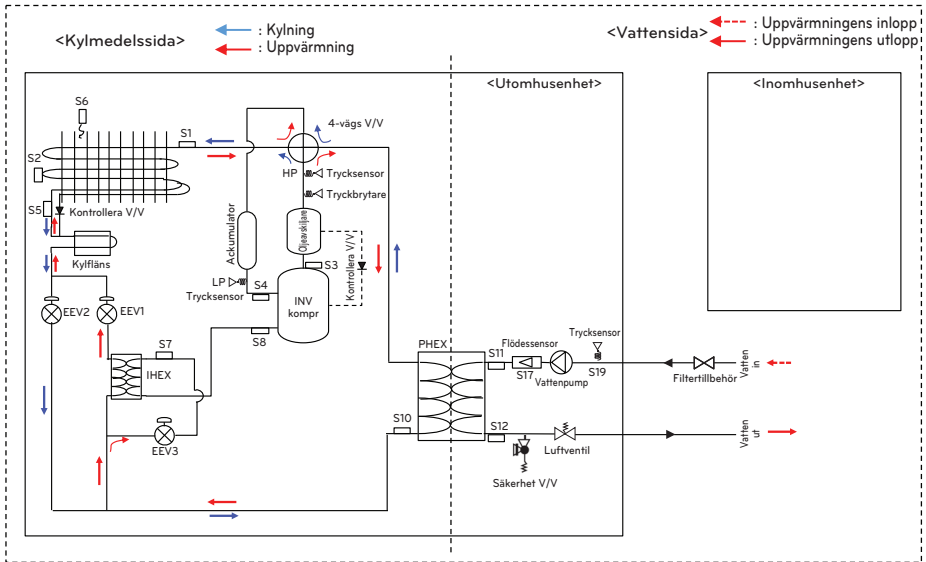 <Kylmedelssida>
: Kylning
: Uppvärmning
<Vattensida>
: Uppvärmningens inlopp
: Uppvärmningens utlopp
<Utomhusenhet>
<Inomhusenhet>
S6
S1
4-vägs V/V
S2
HP
Trycksensor
Tryckbrytare
S5
Kontrollera V/V
Ackumulator
Oljeavskiljare
Kontrollera V/V
Kylfläns
S3
LP
Trycksensor
S4
INV
kompr
EEV2
EEV1
S8
S7
IHEX
PHEX
S11
Flödessensor
S17
Vattenpump
Trycksensor
S19
Filtertillbehör
Vatten
in
S10
S12
EEV3
Luftventil
Vatten
ut
Säkerhet V/V